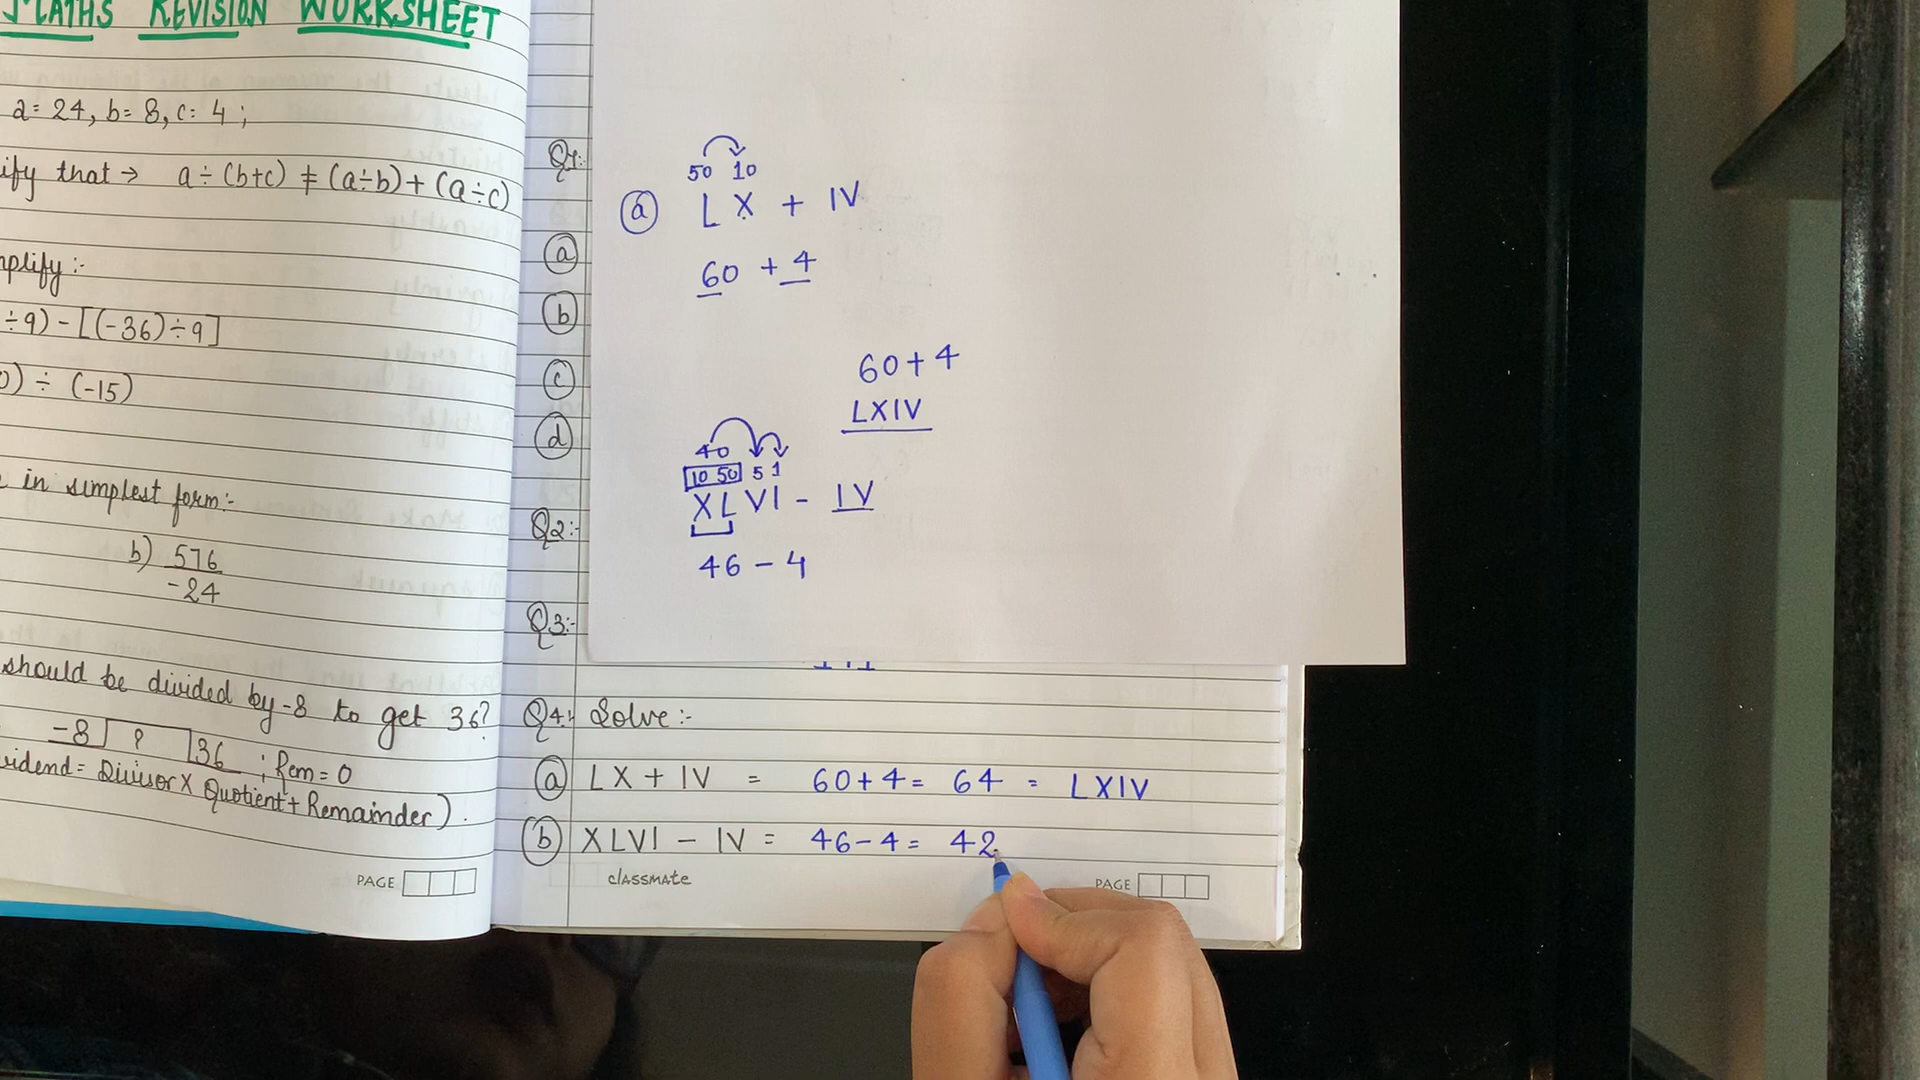 MATHS REVISION WORKSHEET
a= 24, b= 8, c= 4 ;
ify that → a ÷ (b+c) ≠ (a÷b) + (a÷c)
mplify :-
÷9) - [(-36) ÷ 9]
0) ÷ (-15)
in simplest form:-
b) 576
-24
should be divided by -8 to get 36?
-8 ? 36 ; Rem = 0
vidend = Divisor X Quotient + Remainder).
PAGE
Q1:
a
b
c
d
Q2:-
Q3:-
50 10
a LX + IV
60 + 4
60 + 4
LXIV
40
10 50 5 1
XLVI - IV
46 - 4
Q4:- Solve :-
a LX + IV = 60 + 4 = 64 = LXIV
b XLVI - IV = 46 - 4 = 42
classmate PAGE